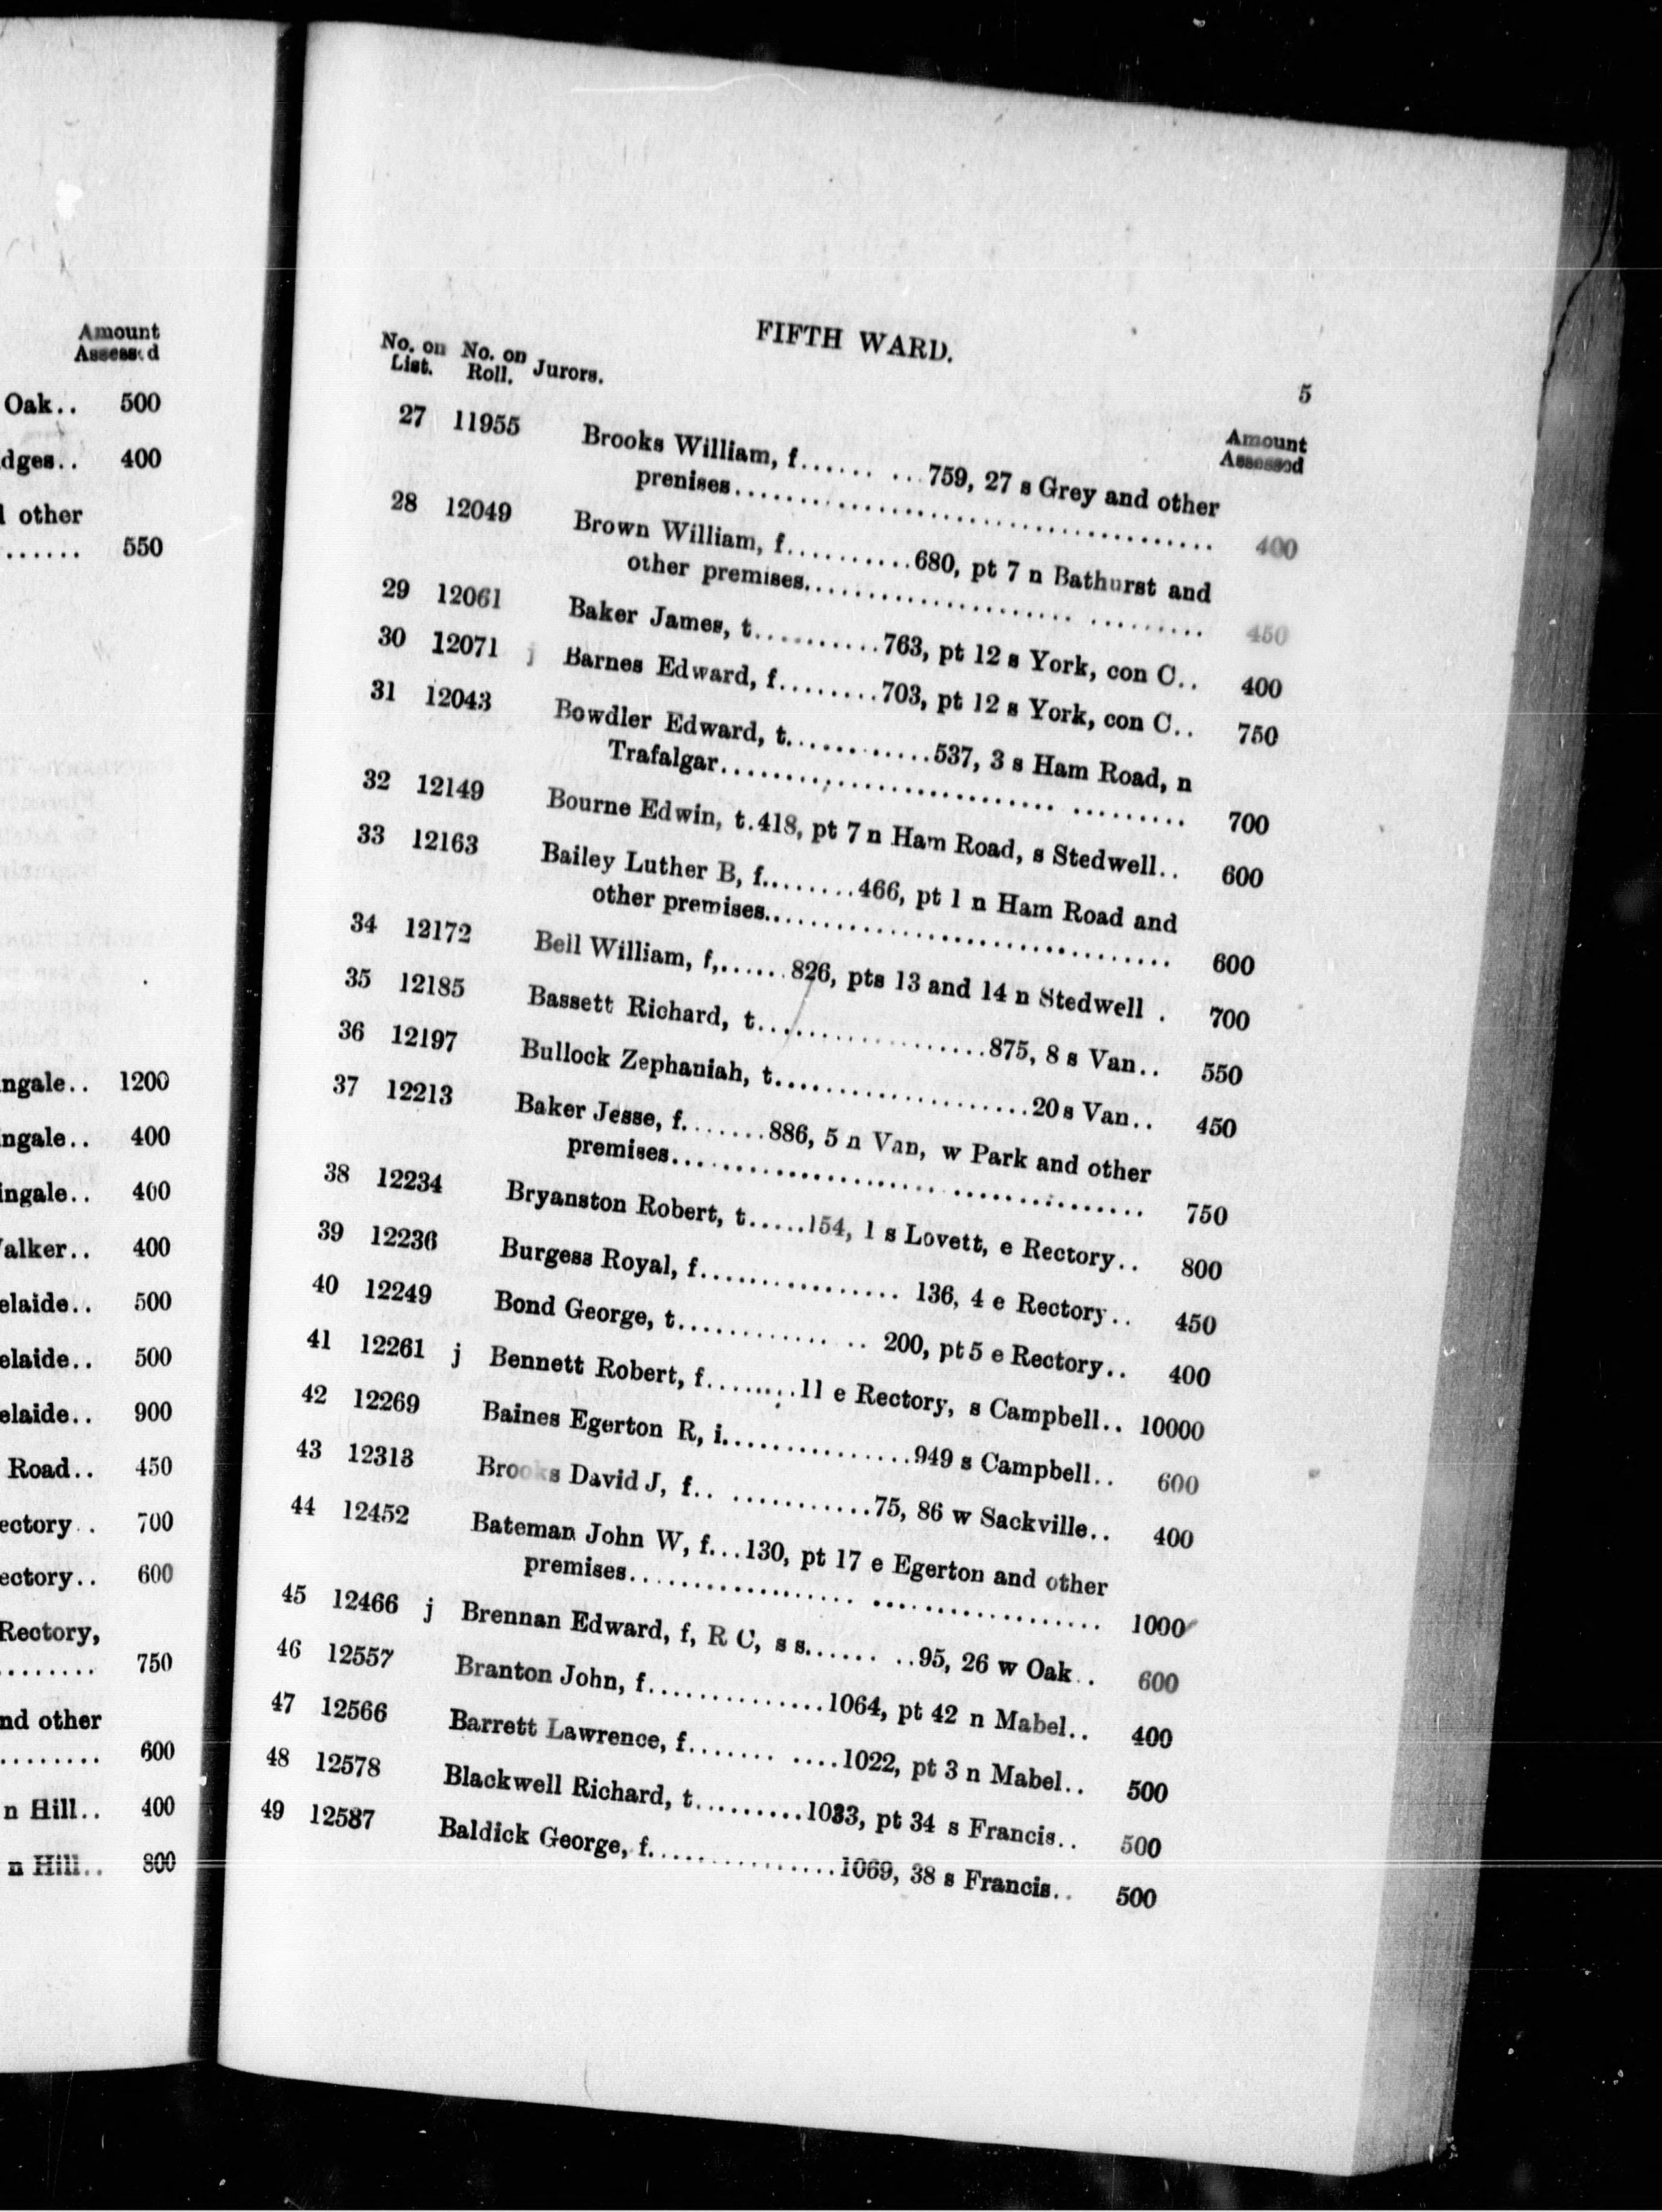 Amount
Assessed
Oak.. 500
dges.. 400
other
...... 550
ngale.. 1200
ngale.. 400
ingale.. 400
alker.. 400
elaide.. 500
elaide.. 500
elaide.. 900
Road.. 450
ectory.. 700
ectory.. 600
Rectory,
........ 750
nd other
........ 600
n Hill.. 400
n Hill.. 800
FIFTH WARD.
5
No. on No. on Jurors.
List. Roll.
Amount
Assessed
27 11955 Brooks William, f...... ...759, 27 s Grey and other
prenises.................................... 400
28 12049 Brown William, f..........680, pt 7 n Bathurst and
other premises..................... ......... 450
29 12061 Baker James, t..........763, pt 12 s York, con C.. 400
30 12071 j Barnes Edward, f........703, pt 12 s York, con C.. 750
31 12043 Bowdler Edward, t...........537, 3 s Ham Road, n
Trafalgar.......................... ......... 700
32 12149 Bourne Edwin, t.418, pt 7 n Ham Road, s Stedwell.. 600
33 12163 Bailey Luther B, f........466, pt 1 n Ham Road and
other premises................................ 600
34 12172 Bell William, f,......826, pts 13 and 14 n Stedwell . 700
35 12185 Bassett Richard, t..................875, 8 s Van.. 550
36 12197 Bullock Zephaniah, t....................20 s Van.. 450
37 12213 Baker Jesse, f.......886, 5 n Van, w Park and other
premises..................... ............... 750
38 12234 Bryanston Robert, t.....154, 1 s Lovett, e Rectory.. 800
39 12236 Burgess Royal, f................ 136, 4 e Rectory.. 450
40 12249 Bond George, t............ .. 200, pt 5 e Rectory.. 400
41 12261 j Bennett Robert, f.........11 e Rectory, s Campbell.. 10000
42 12269 Baines Egerton R, i...............949 s Campbell.. 600
43 12313 Brooks David J, f.. ...........75, 86 w Sackville.. 400
44 12452 Bateman John W, f...130, pt 17 e Egerton and other
premises.................. .................. 1000
45 12466 j Brennan Edward, f, R C, s s...... ..95, 26 w Oak.. 600
46 12557 Branton John, f..............1064, pt 42 n Mabel.. 400
47 12566 Barrett Lawrence, f....... ....1022, pt 3 n Mabel.. 500
48 12578 Blackwell Richard, t.........1033, pt 34 s Francis.. 500
49 12587 Baldick George, f...............1069, 38 s Francis.. 500